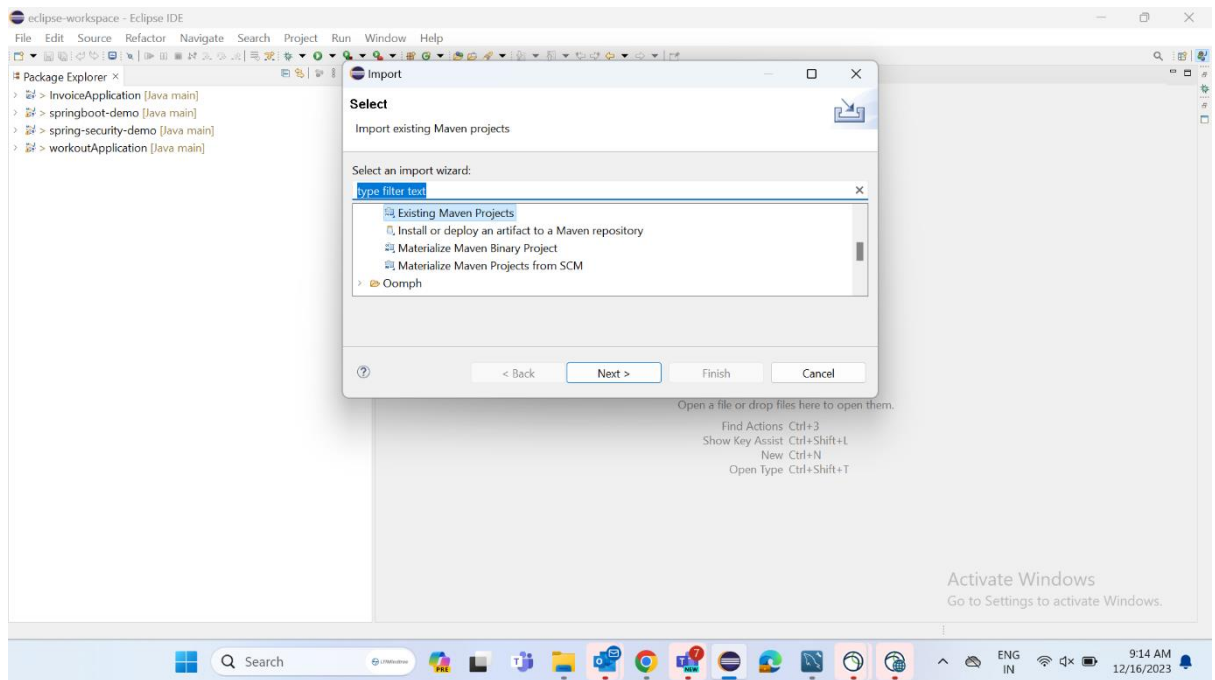 eclipse-workspace - Eclipse IDE
File Edit Source Refactor Navigate Search Project Run Window Help
Package Explorer ×
> InvoiceApplication [Java main]
> springboot-demo [Java main]
> spring-security-demo [Java main]
> workoutApplication [Java main]
Import
Select
Import existing Maven projects
Select an import wizard:
type filter text
Existing Maven Projects
Install or deploy an artifact to a Maven repository
Materialize Maven Binary Project
Materialize Maven Projects from SCM
Oomph
< Back Next > Finish Cancel
Open a file or drop files here to open them.
Find Actions Ctrl+3
Show Key Assist Ctrl+Shift+L
New Ctrl+N
Open Type Ctrl+Shift+T
Activate Windows
Go to Settings to activate Windows.
Search
PRE
NEW
7
ENG
IN
9:14 AM
12/16/2023